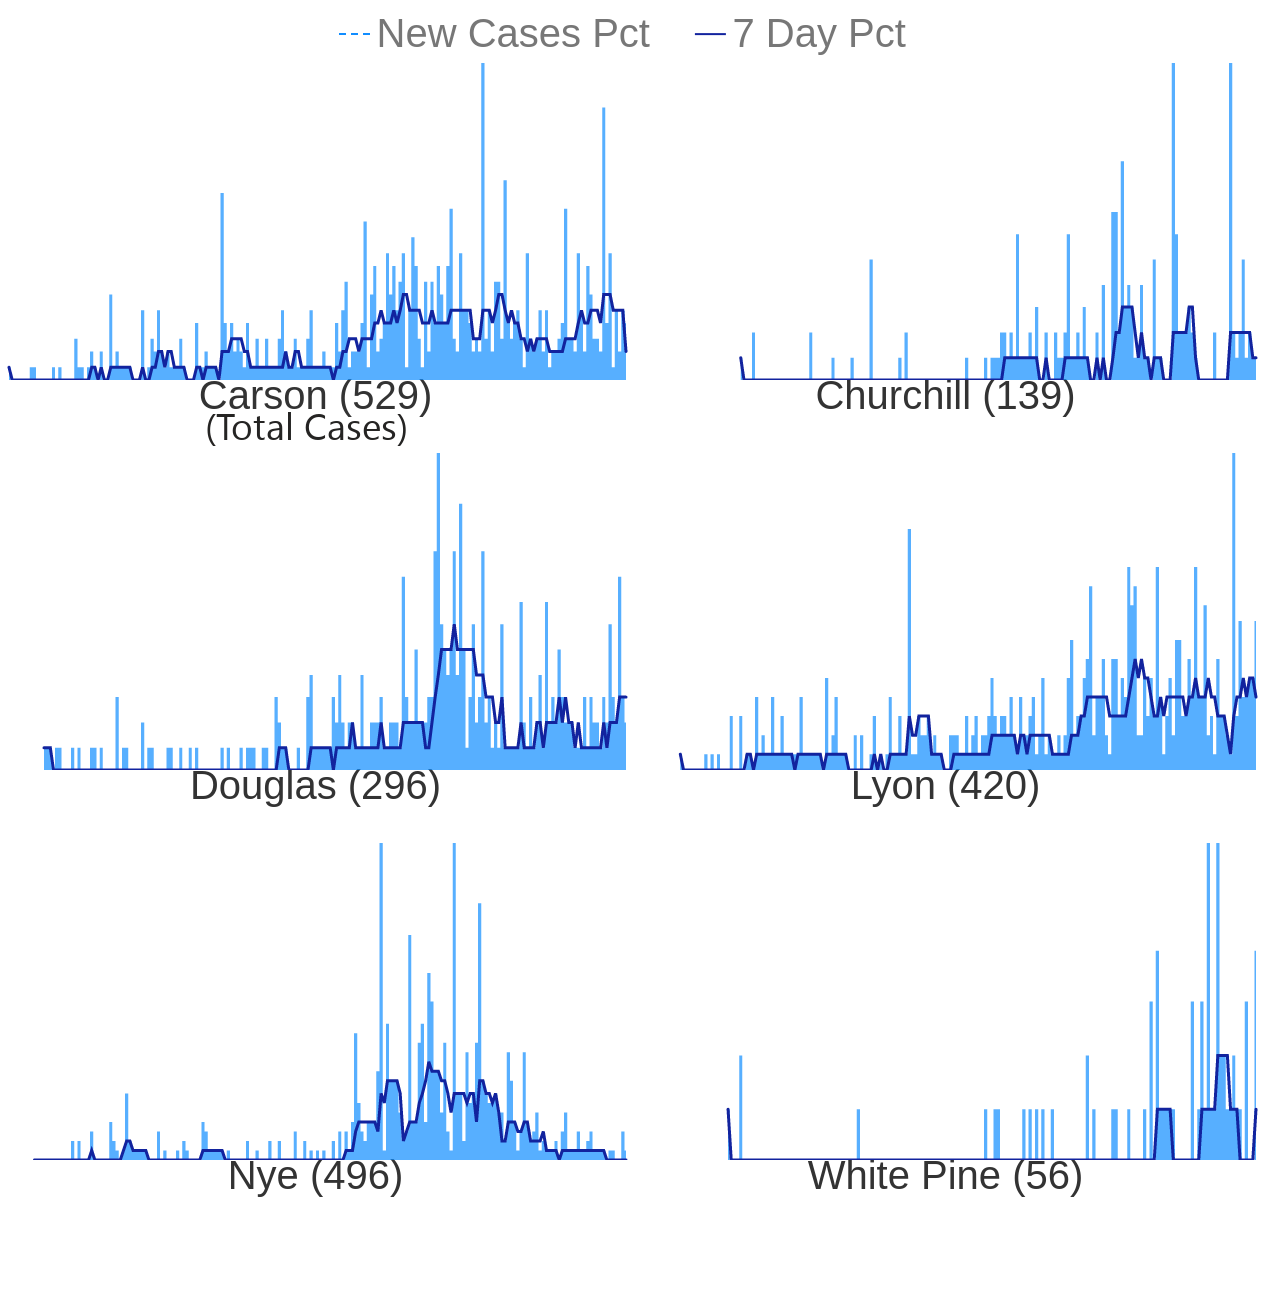 New Cases Pct 7 Day Pct
Carson (529) Churchill (139)
(Total Cases)
Douglas (296) Lyon (420)
Nye (496) White Pine (56)